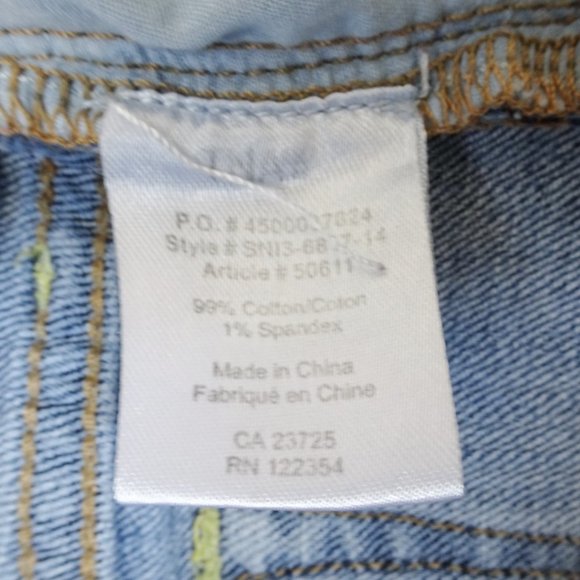 P.O. # 4500027824
Style # SNI3-6877-14
Article # 50611
99% Cotton/Coton
1% Spandex
Made in China
Fabriqué en Chine
CA 23725
RN 122354